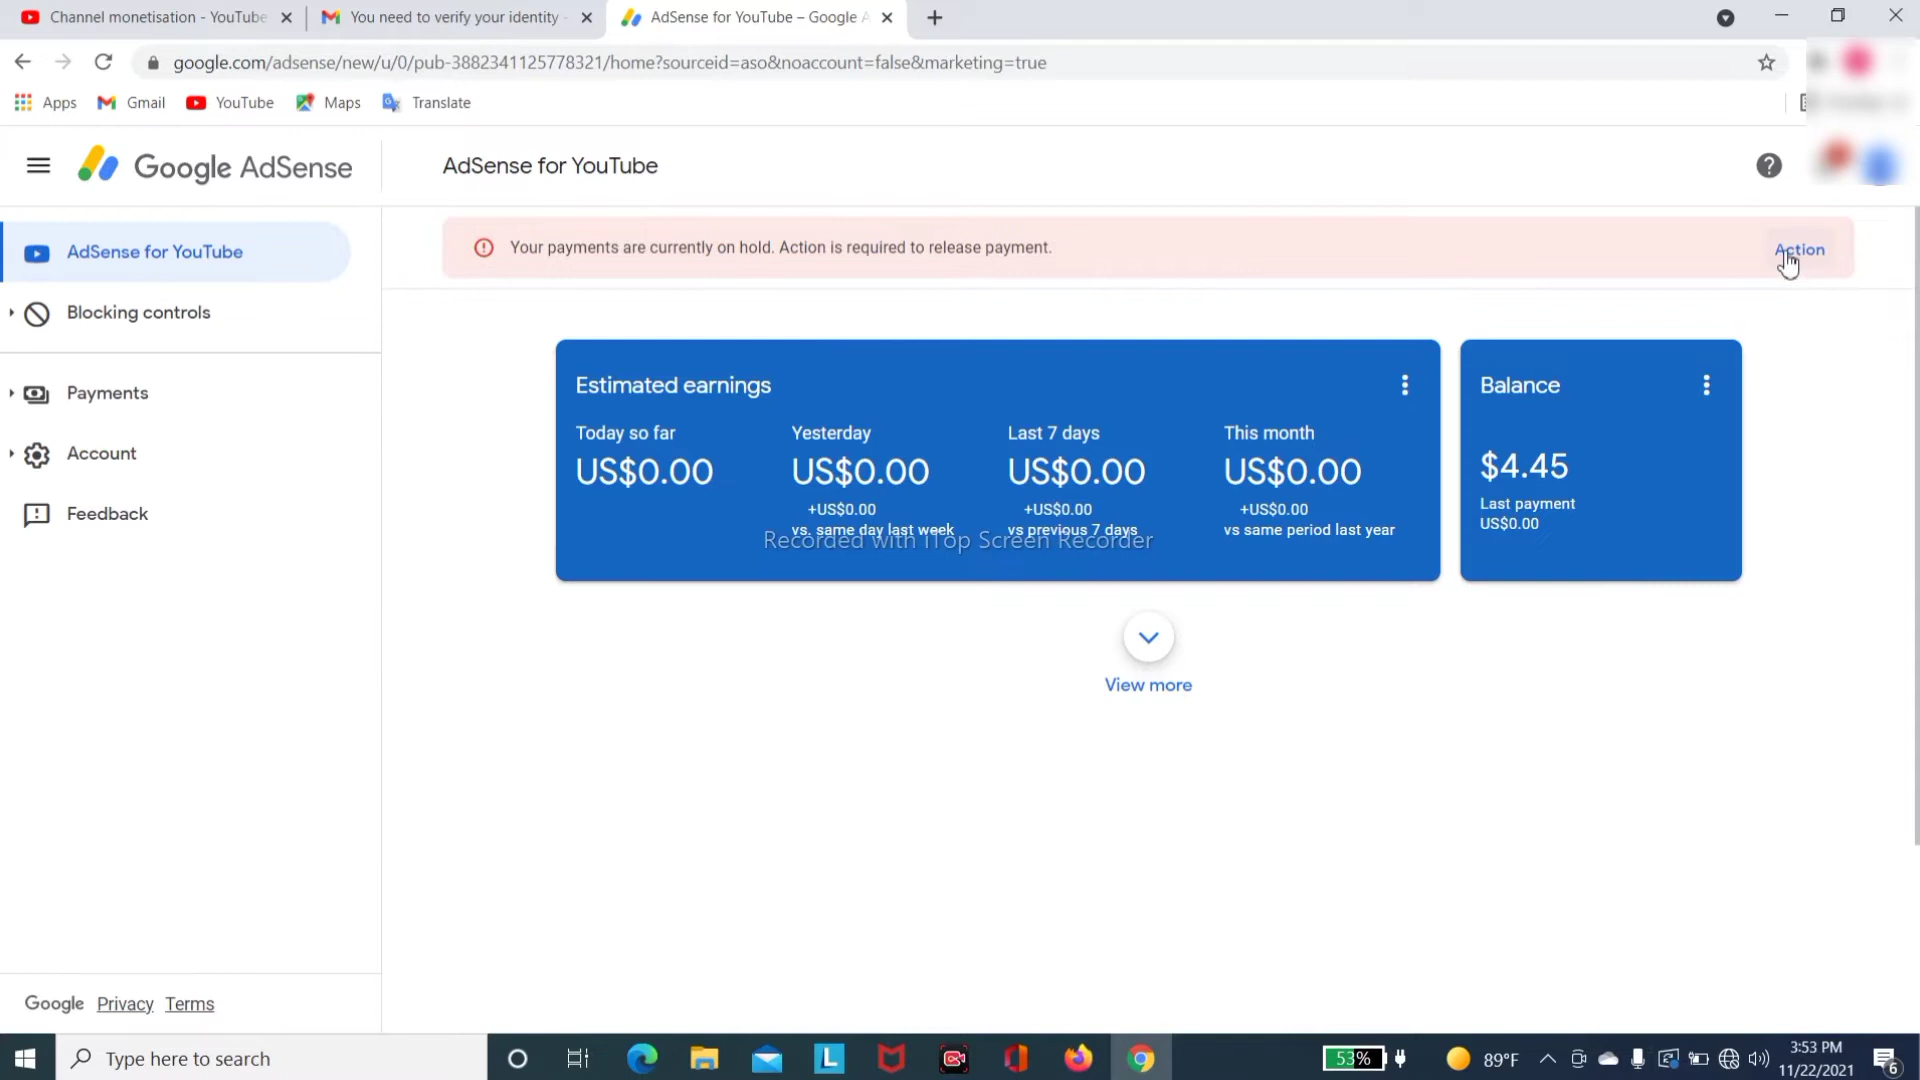 Channel monetisation - YouTube
You need to verify your identity -
AdSense for YouTube – Google A
google.com/adsense/new/u/0/pub-3882341125778321/home?sourceid=aso&noaccount=false&marketing=true
Apps
Gmail
YouTube
Maps
Translate
Google AdSense
AdSense for YouTube
AdSense for YouTube
Your payments are currently on hold. Action is required to release payment.
Action
Blocking controls
Payments
Account
Feedback
Estimated earnings
Today so far
US$0.00
Yesterday
US$0.00
+US$0.00
vs. same day last week
Last 7 days
US$0.00
+US$0.00
vs previous 7 days
This month
US$0.00
+US$0.00
vs same period last year
Balance
$4.45
Last payment
US$0.00
Recorded with iTop Screen Recorder
View more
Google Privacy Terms
Type here to search
53%
89°F
3:53 PM
11/22/2021
6